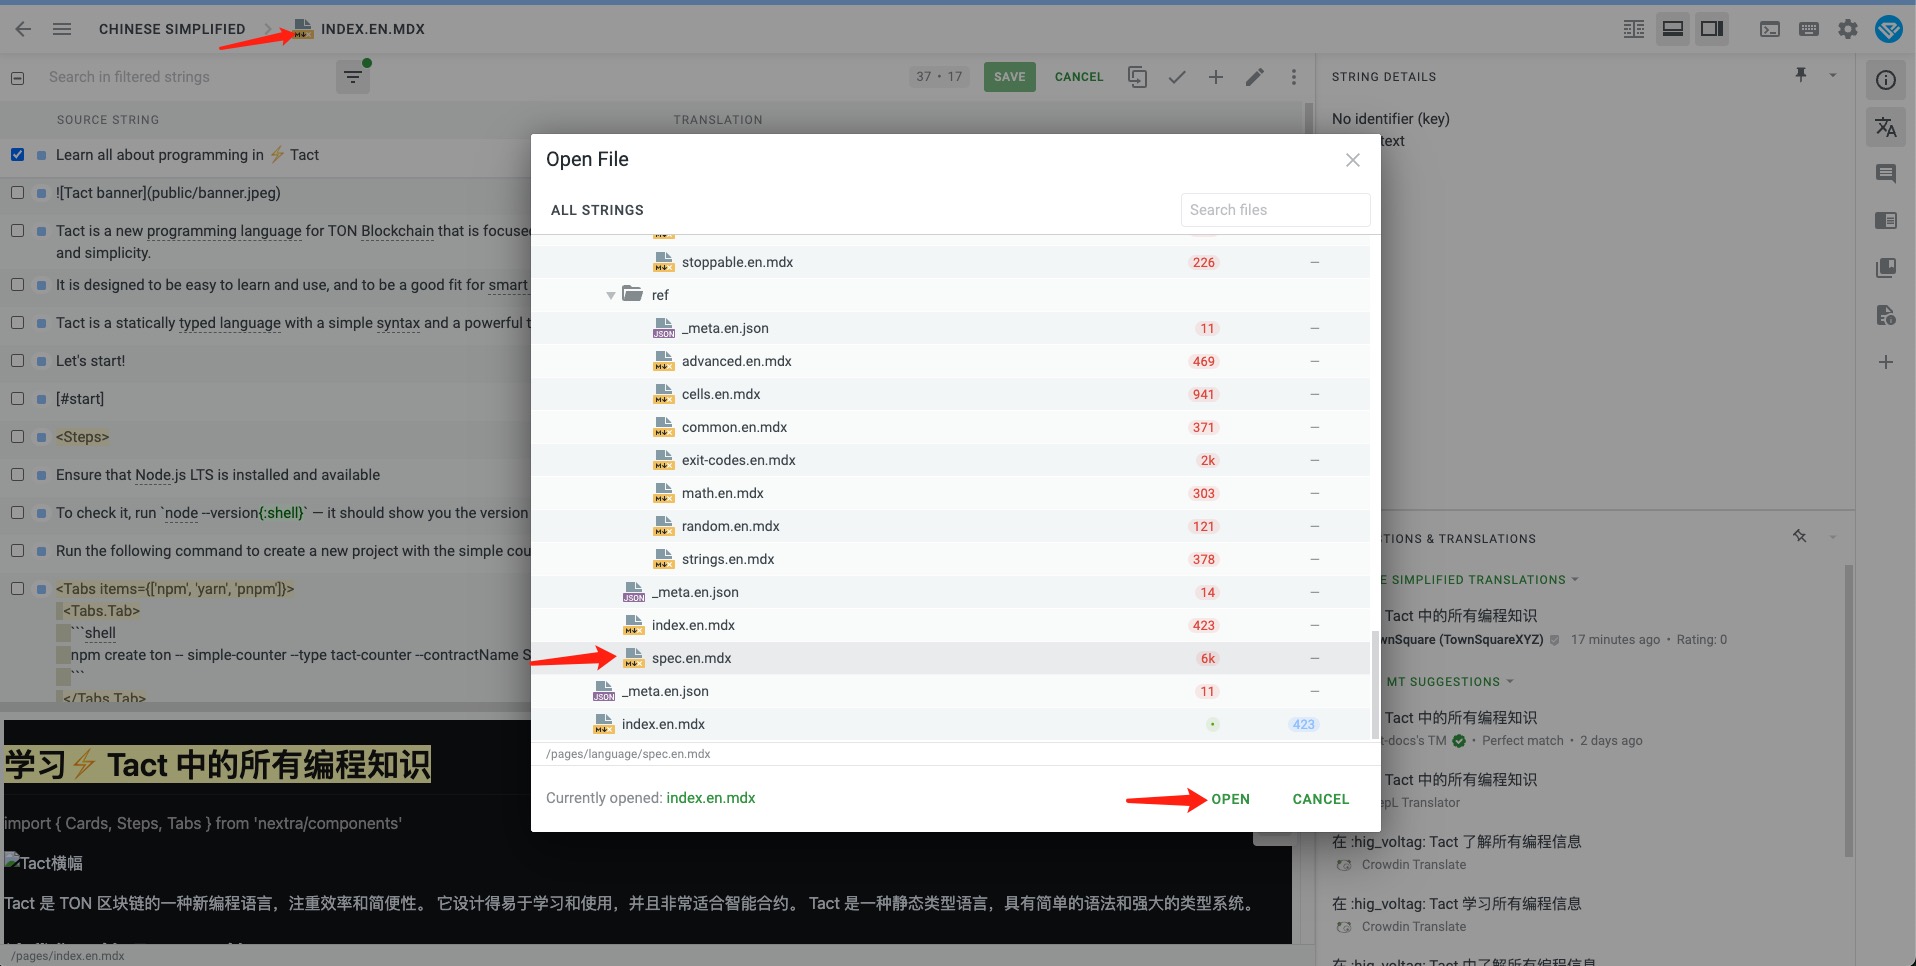 CHINESE SIMPLIFIED
INDEX.EN.MDX
Search in filtered strings
37 • 17
SAVE
CANCEL
SOURCE STRING
TRANSLATION
Learn all about programming in ⚡ Tact
![Tact banner](public/banner.jpeg)
Tact is a new programming language for TON Blockchain that is focused
and simplicity.
It is designed to be easy to learn and use, and to be a good fit for smart
Tact is a statically typed language with a simple syntax and a powerful t
Let's start!
[#start]
<Steps>
Ensure that Node.js LTS is installed and available
To check it, run `node --version{:shell}` — it should show you the version
Run the following command to create a new project with the simple cou
<Tabs items={['npm', 'yarn', 'pnpm']}>
<Tabs.Tab>
```shell
npm create ton -- simple-counter --type tact-counter --contractName S
```
</Tabs.Tab>
学习⚡ Tact 中的所有编程知识
import { Cards, Steps, Tabs } from 'nextra/components'
Tact横幅
Tact 是 TON 区块链的一种新编程语言，注重效率和简便性。 它设计得易于学习和使用，并且非常适合智能合约。 Tact 是一种静态类型语言，具有简单的语法和强大的类型系统。
/pages/index.en.mdx
Open File
ALL STRINGS
Search files
stoppable.en.mdx 226 –
ref
JSON _meta.en.json 11 –
M↓ advanced.en.mdx 469 –
M↓ cells.en.mdx 941 –
M↓ common.en.mdx 371 –
M↓ exit-codes.en.mdx 2k –
M↓ math.en.mdx 303 –
M↓ random.en.mdx 121 –
M↓ strings.en.mdx 378 –
JSON _meta.en.json 14 –
M↓ index.en.mdx 423 –
M↓ spec.en.mdx 6k –
JSON _meta.en.json 11 –
M↓ index.en.mdx • 423
/pages/language/spec.en.mdx
Currently opened: index.en.mdx
OPEN
CANCEL
STRING DETAILS
No identifier (key)
text
TIONS & TRANSLATIONS
E SIMPLIFIED TRANSLATIONS
Tact 中的所有编程知识
wnSquare (TownSquareXYZ) 17 minutes ago • Rating: 0
MT SUGGESTIONS
Tact 中的所有编程知识
t-docs's TM • Perfect match • 2 days ago
Tact 中的所有编程知识
epL Translator
在 :hig_voltag: Tact 了解所有编程信息
Crowdin Translate
在 :hig_voltag: Tact 学习所有编程信息
Crowdin Translate
在 :hig_voltag: Tact 中了解所有编程信息